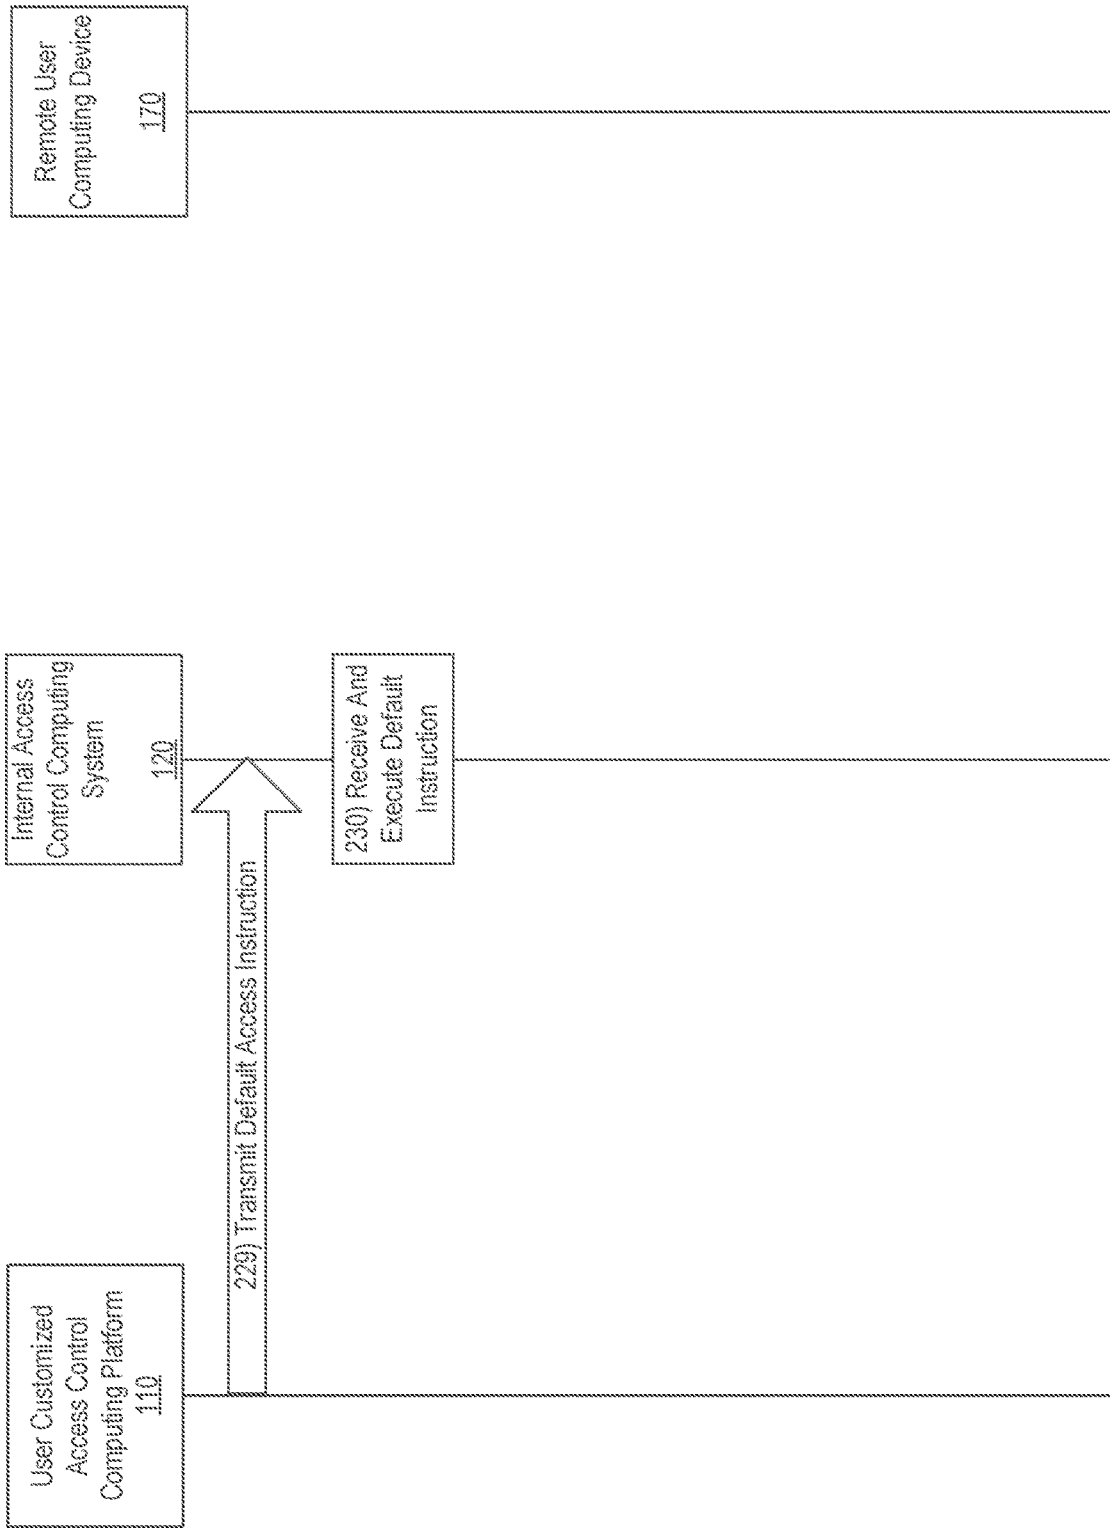 User Customized
Access Control
Computing Platform
110
Internal Access
Control Computing
System
120
Remote User
Computing Device
170
229) Transmit Default Access Instruction
230) Receive And
Execute Default
Instruction